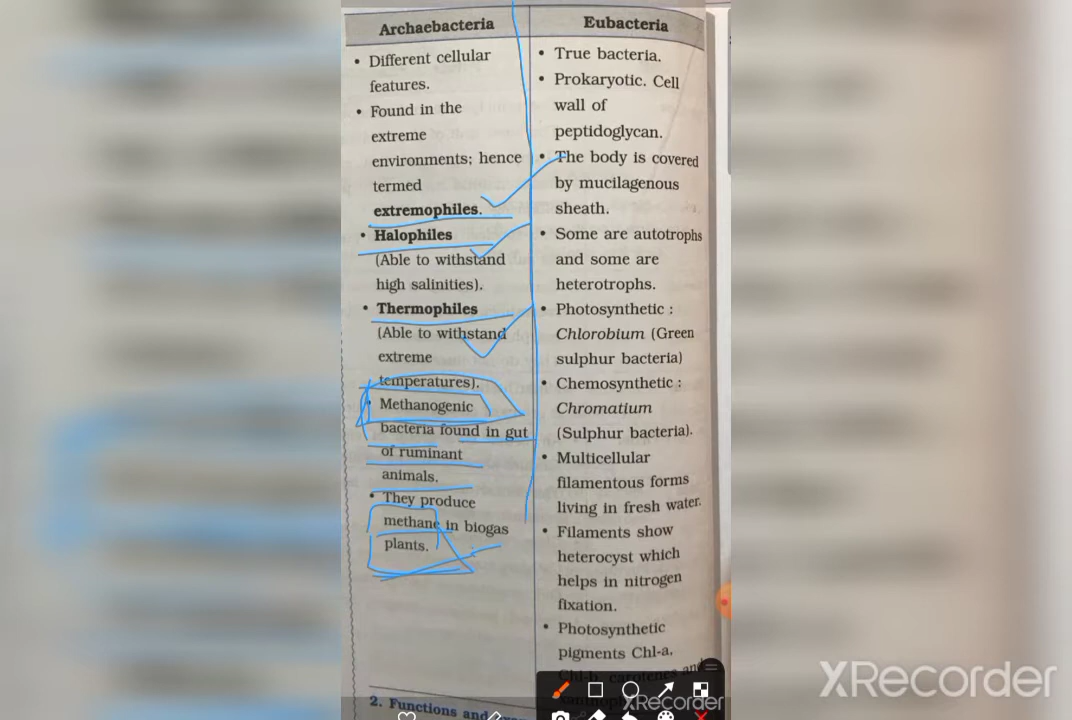 Archaebacteria
• Different cellular
features.
• Found in the
extreme
environments; hence
termed
extremophiles.
• Halophiles
(Able to withstand
high salinities).
• Thermophiles
(Able to withstand
extreme
temperatures).
• Methanogenic
bacteria found in gut
of ruminant
animals.
• They produce
methane in biogas
plants.
Eubacteria
• True bacteria.
• Prokaryotic. Cell
wall of
peptidoglycan.
• The body is covered
by mucilagenous
sheath.
• Some are autotrophs
and some are
heterotrophs.
• Photosynthetic :
Chlorobium (Green
sulphur bacteria)
• Chemosynthetic :
Chromatium
(Sulphur bacteria).
• Multicellular
filamentous forms
living in fresh water.
• Filaments show
heterocyst which
helps in nitrogen
fixation.
• Photosynthetic
pigments Chl-a,
Chl-b, carotenes and
2. Functions and
XRecorder
XRecorder